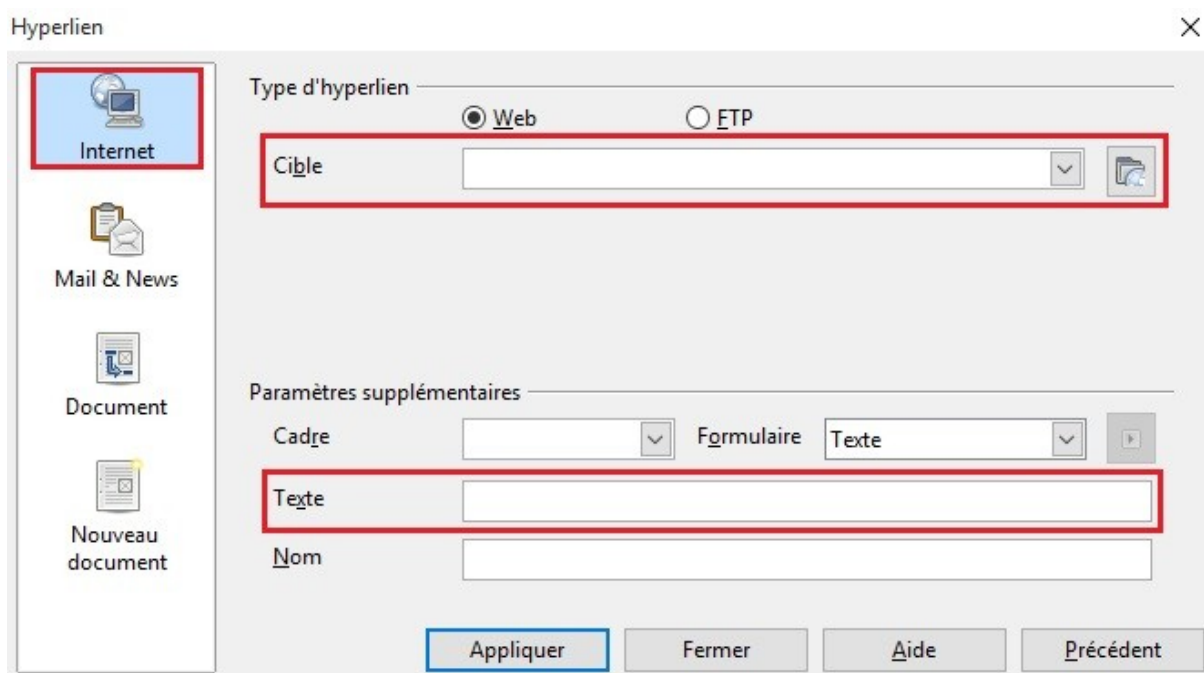 Hyperlien
Internet
Mail & News
Document
Nouveau
document
Type d'hyperlien
Web FTP
Cible
Paramètres supplémentaires
Cadre Formulaire Texte
Texte
Nom
Appliquer Fermer Aide Précédent